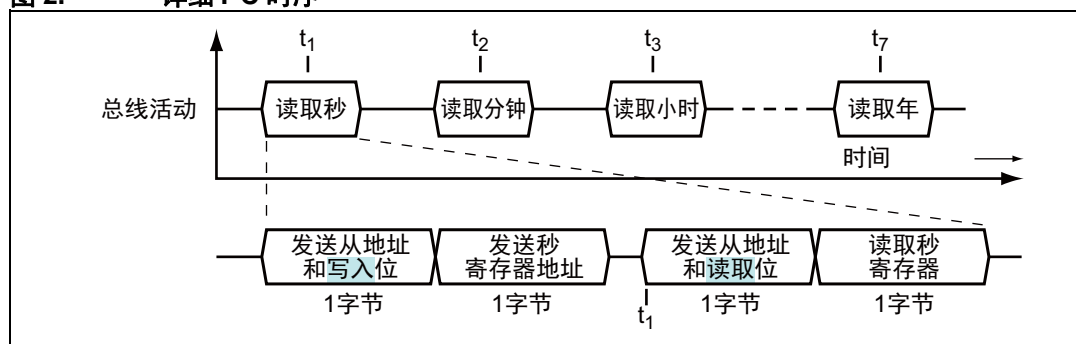 t1 t2 t3 t7
总线活动 读取秒 读取分钟 读取小时 读取年
时间
发送从地址 发送秒 发送从地址 读取秒
和写入位 寄存器地址 和读取位 寄存器
1字节 1字节 1字节 1字节
t1